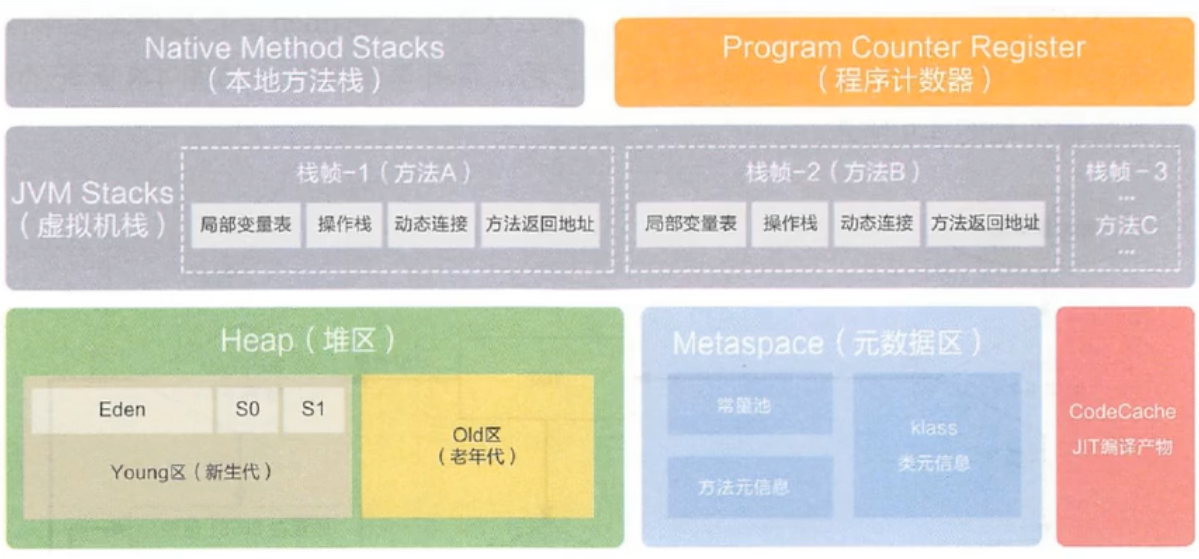 Native Method Stacks
（本地方法栈）
Program Counter Register
（程序计数器）
JVM Stacks
（虚拟机栈）
栈帧-1（方法A）
局部变量表
操作栈
动态连接
方法返回地址
栈帧-2（方法B）
局部变量表
操作栈
动态连接
方法返回地址
栈帧-3
...
方法C
...
Heap（堆区）
Eden
S0
S1
Young区（新生代）
Old区
（老年代）
Metaspace（元数据区）
常量池
方法元信息
klass
类元信息
CodeCache
JIT编译产物